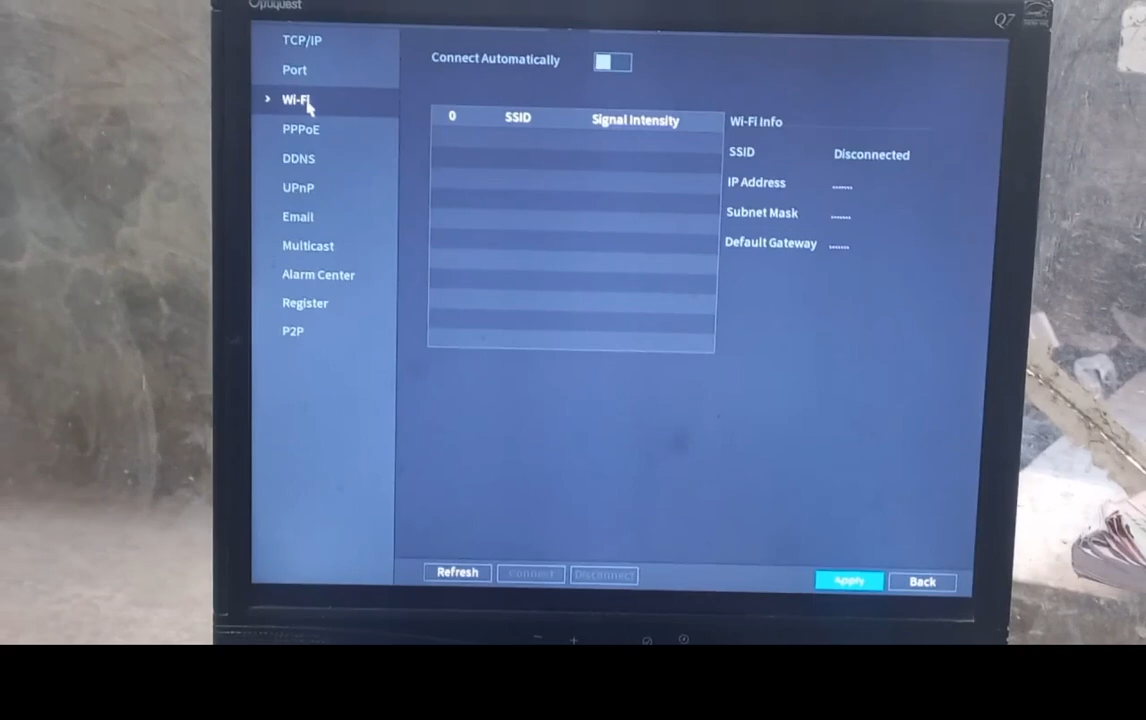 Optiquest
Q7
TCP/IP
Port
> Wi-Fi
PPPoE
DDNS
UPnP
Email
Multicast
Alarm Center
Register
P2P
Connect Automatically
0 SSID Signal Intensity
Wi-Fi Info
SSID Disconnected
IP Address
Subnet Mask
Default Gateway
Refresh Connect Disconnect Apply Back